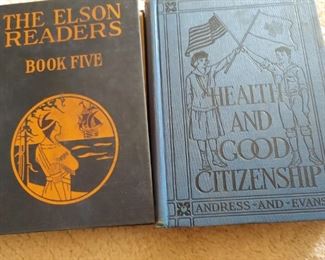 THE ELSON
READERS
BOOK FIVE
HEALTH
AND
GOOD
CITIZENSHIP
ANDRESS-AND-EVANS